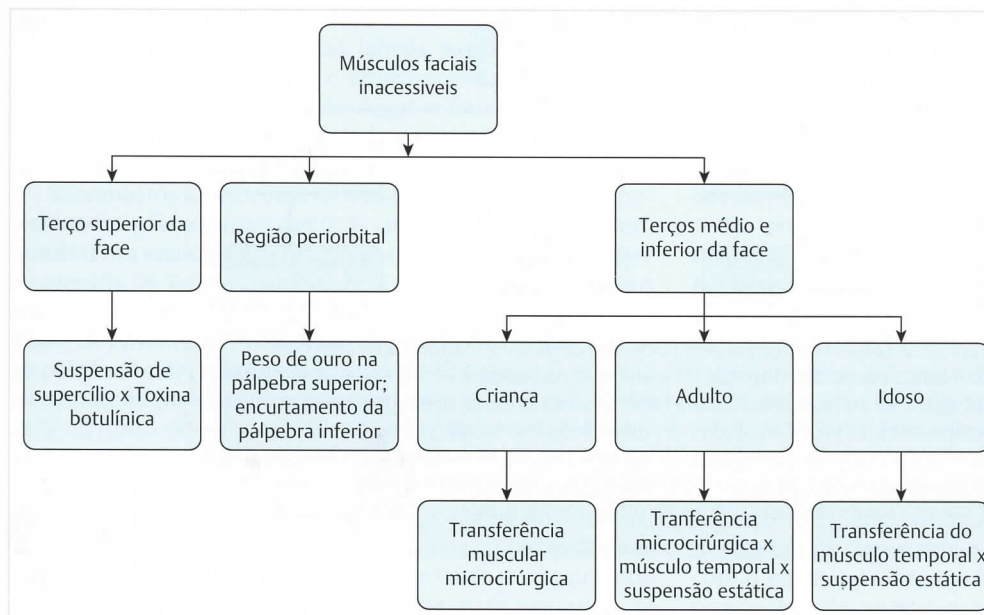 Músculos faciais
inacessiveis
Terço superior da
face
Região periorbital
Terços médio e
inferior da face
Suspensão de
supercílio x Toxina
botulínica
Peso de ouro na
pálpebra superior;
encurtamento da
pálpebra inferior
Criança
Adulto
Idoso
Transferência
muscular
microcirúrgica
Tranferência
microcirúrgica x
músculo temporal x
suspensão estática
Transferência do
músculo temporal x
suspensão estática